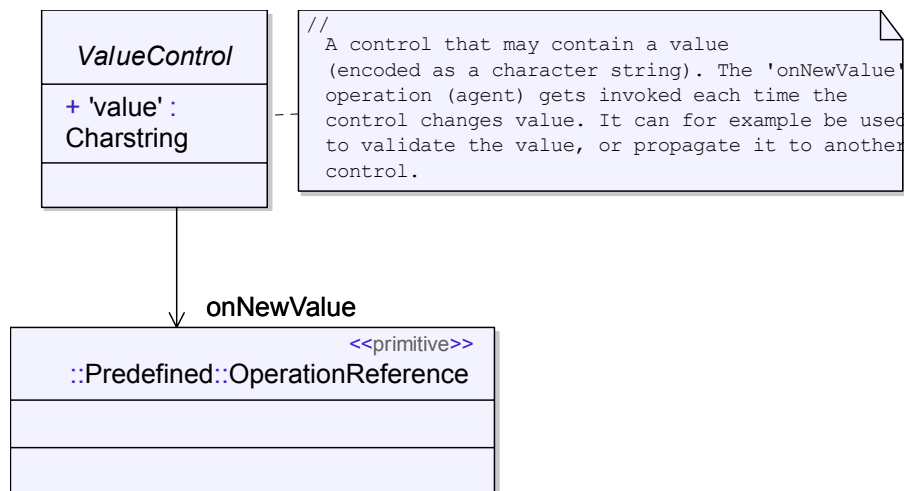 ValueControl
+ 'value' :
Charstring
//
A control that may contain a value
(encoded as a character string). The 'onNewValue'
operation (agent) gets invoked each time the
control changes value. It can for example be used
to validate the value, or propagate it to another
control.
onNewValue
<<primitive>>
::Predefined::OperationReference